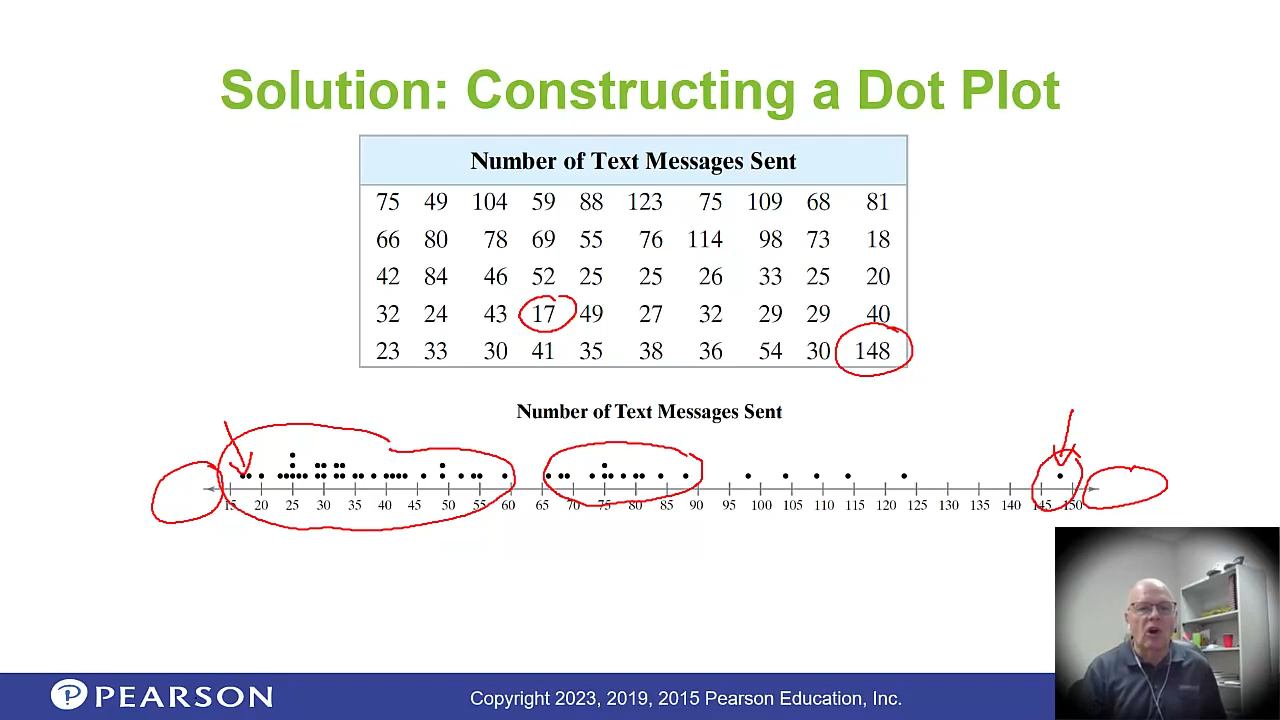 Solution: Constructing a Dot Plot
Number of Text Messages Sent
75 49 104 59 88 123 75 109 68 81
66 80 78 69 55 76 114 98 73 18
42 84 46 52 25 25 26 33 25 20
32 24 43 17 49 27 32 29 29 40
23 33 30 41 35 38 36 54 30 148
Number of Text Messages Sent
15 20 25 30 35 40 45 50 55 60 65 70 75 80 85 90 95 100 105 110 115 120 125 130 135 140 145 150
PEARSON
Copyright 2023, 2019, 2015 Pearson Education, Inc.